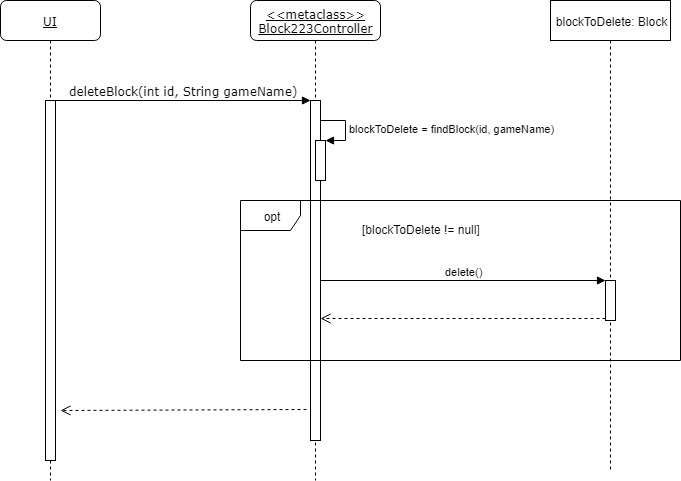 UI
<<metaclass>>
Block223Controller
blockToDelete: Block
deleteBlock(int id, String gameName)
blockToDelete = findBlock(id, gameName)
opt
[blockToDelete != null]
delete()